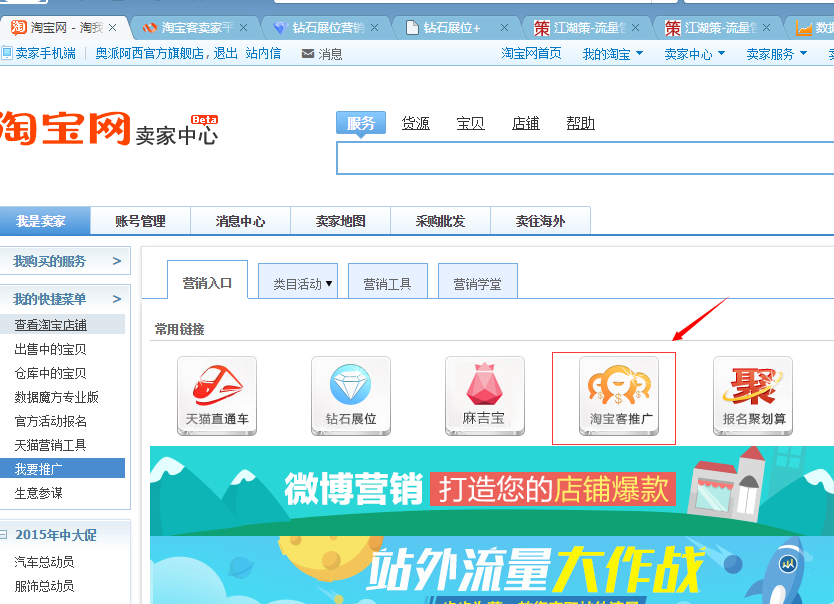 淘宝网 - 淘我
淘宝客卖家平
钻石展位营销
钻石展位+
江湖策-流量
江湖策-流量
数据
卖家手机端 奥派阿西官方旗舰店, 退出 站内信 消息 淘宝网首页 我的淘宝 卖家中心 卖家服务
淘宝网 卖家中心 Beta
服务 货源 宝贝 店铺 帮助
我是卖家 账号管理 消息中心 卖家地图 采购批发 卖往海外
我购买的服务 >
我的快捷菜单 >
查看淘宝店铺
出售中的宝贝
仓库中的宝贝
数据魔方专业版
官方活动报名
天猫营销工具
我要推广
生意参谋
2015年中大促
汽车总动员
服饰总动员
营销入口 类目活动 营销工具 营销学堂
常用链接
天猫直通车 钻石展位 麻吉宝 淘宝客推广 聚 报名聚划算
微博营销 打造您的店铺爆款
站外流量大作战